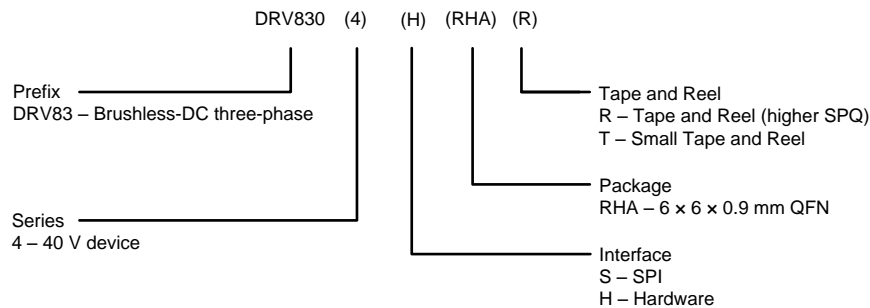 DRV830 (4) (H) (RHA) (R)
Prefix
DRV83 – Brushless-DC three-phase
Series
4 – 40 V device
Tape and Reel
R – Tape and Reel (higher SPQ)
T – Small Tape and Reel
Package
RHA – 6 × 6 × 0.9 mm QFN
Interface
S – SPI
H – Hardware